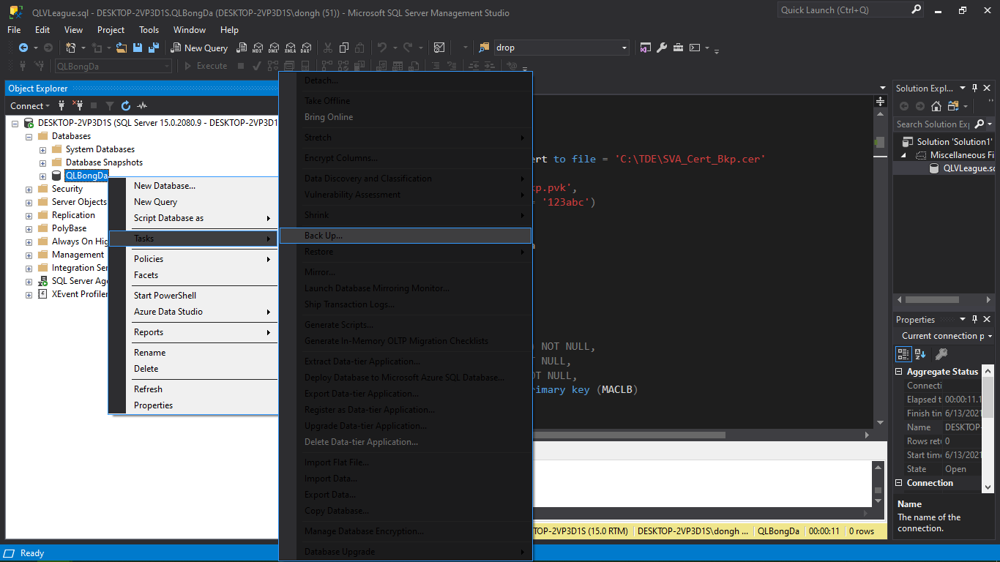 QLVLeague.sql - DESKTOP-2VP3D1S.QLBongDa (DESKTOP-2VP3D1S\dongh (51)) - Microsoft SQL Server Management Studio
Quick Launch (Ctrl+Q)
File Edit View Project Tools Window Help
New Query
MDX DMX XMLA DAX
drop
QLBongDa
Execute
Object Explorer
Connect
DESKTOP-2VP3D1S (SQL Server 15.0.2080.9 - DESKTOP-2VP3D1
Databases
System Databases
Database Snapshots
QLBongDa
Security
Server Objects
Replication
PolyBase
Always On Hig
Management
Integration Ser
SQL Server Age
XEvent Profiler
New Database...
New Query
Script Database as
Tasks
Policies
Facets
Start PowerShell
Azure Data Studio
Reports
Rename
Delete
Refresh
Properties
Detach...
Take Offline
Bring Online
Stretch
Encrypt Columns...
Data Discovery and Classification
Vulnerability Assessment
Shrink
Back Up...
Restore
Mirror...
Launch Database Mirroring Monitor...
Ship Transaction Logs...
Generate Scripts...
Generate In-Memory OLTP Migration Checklists
Extract Data-tier Application...
Deploy Database to Microsoft Azure SQL Database...
Export Data-tier Application...
Register as Data-tier Application...
Upgrade Data-tier Application...
Delete Data-tier Application...
Import Flat File...
Import Data...
Export Data...
Copy Database...
Manage Database Encryption...
Database Upgrade
ert to file = 'C:\TDE\SVA_Cert_Bkp.cer'
kp.pvk',
= '123abc')
a
) NOT NULL,
T NULL,
OT NULL,
rimary key (MACLB)
TOP-2VP3D1S (15.0 RTM) DESKTOP-2VP3D1S\dongh ... QLBongDa 00:00:11 0 rows
Solution Expl...
Search Solution Exp
Solution 'Solution1'
Miscellaneous Fi
QLVLeague.sq
Properties
Current connection p
Aggregate Status
Connecti
Elapsed t 00:00:11.1
Finish tim 6/13/2021
Name DESKTOP-
Rows retu 0
Start time 6/13/2021
State Open
Connection
Name
The name of the
connection.
Ready